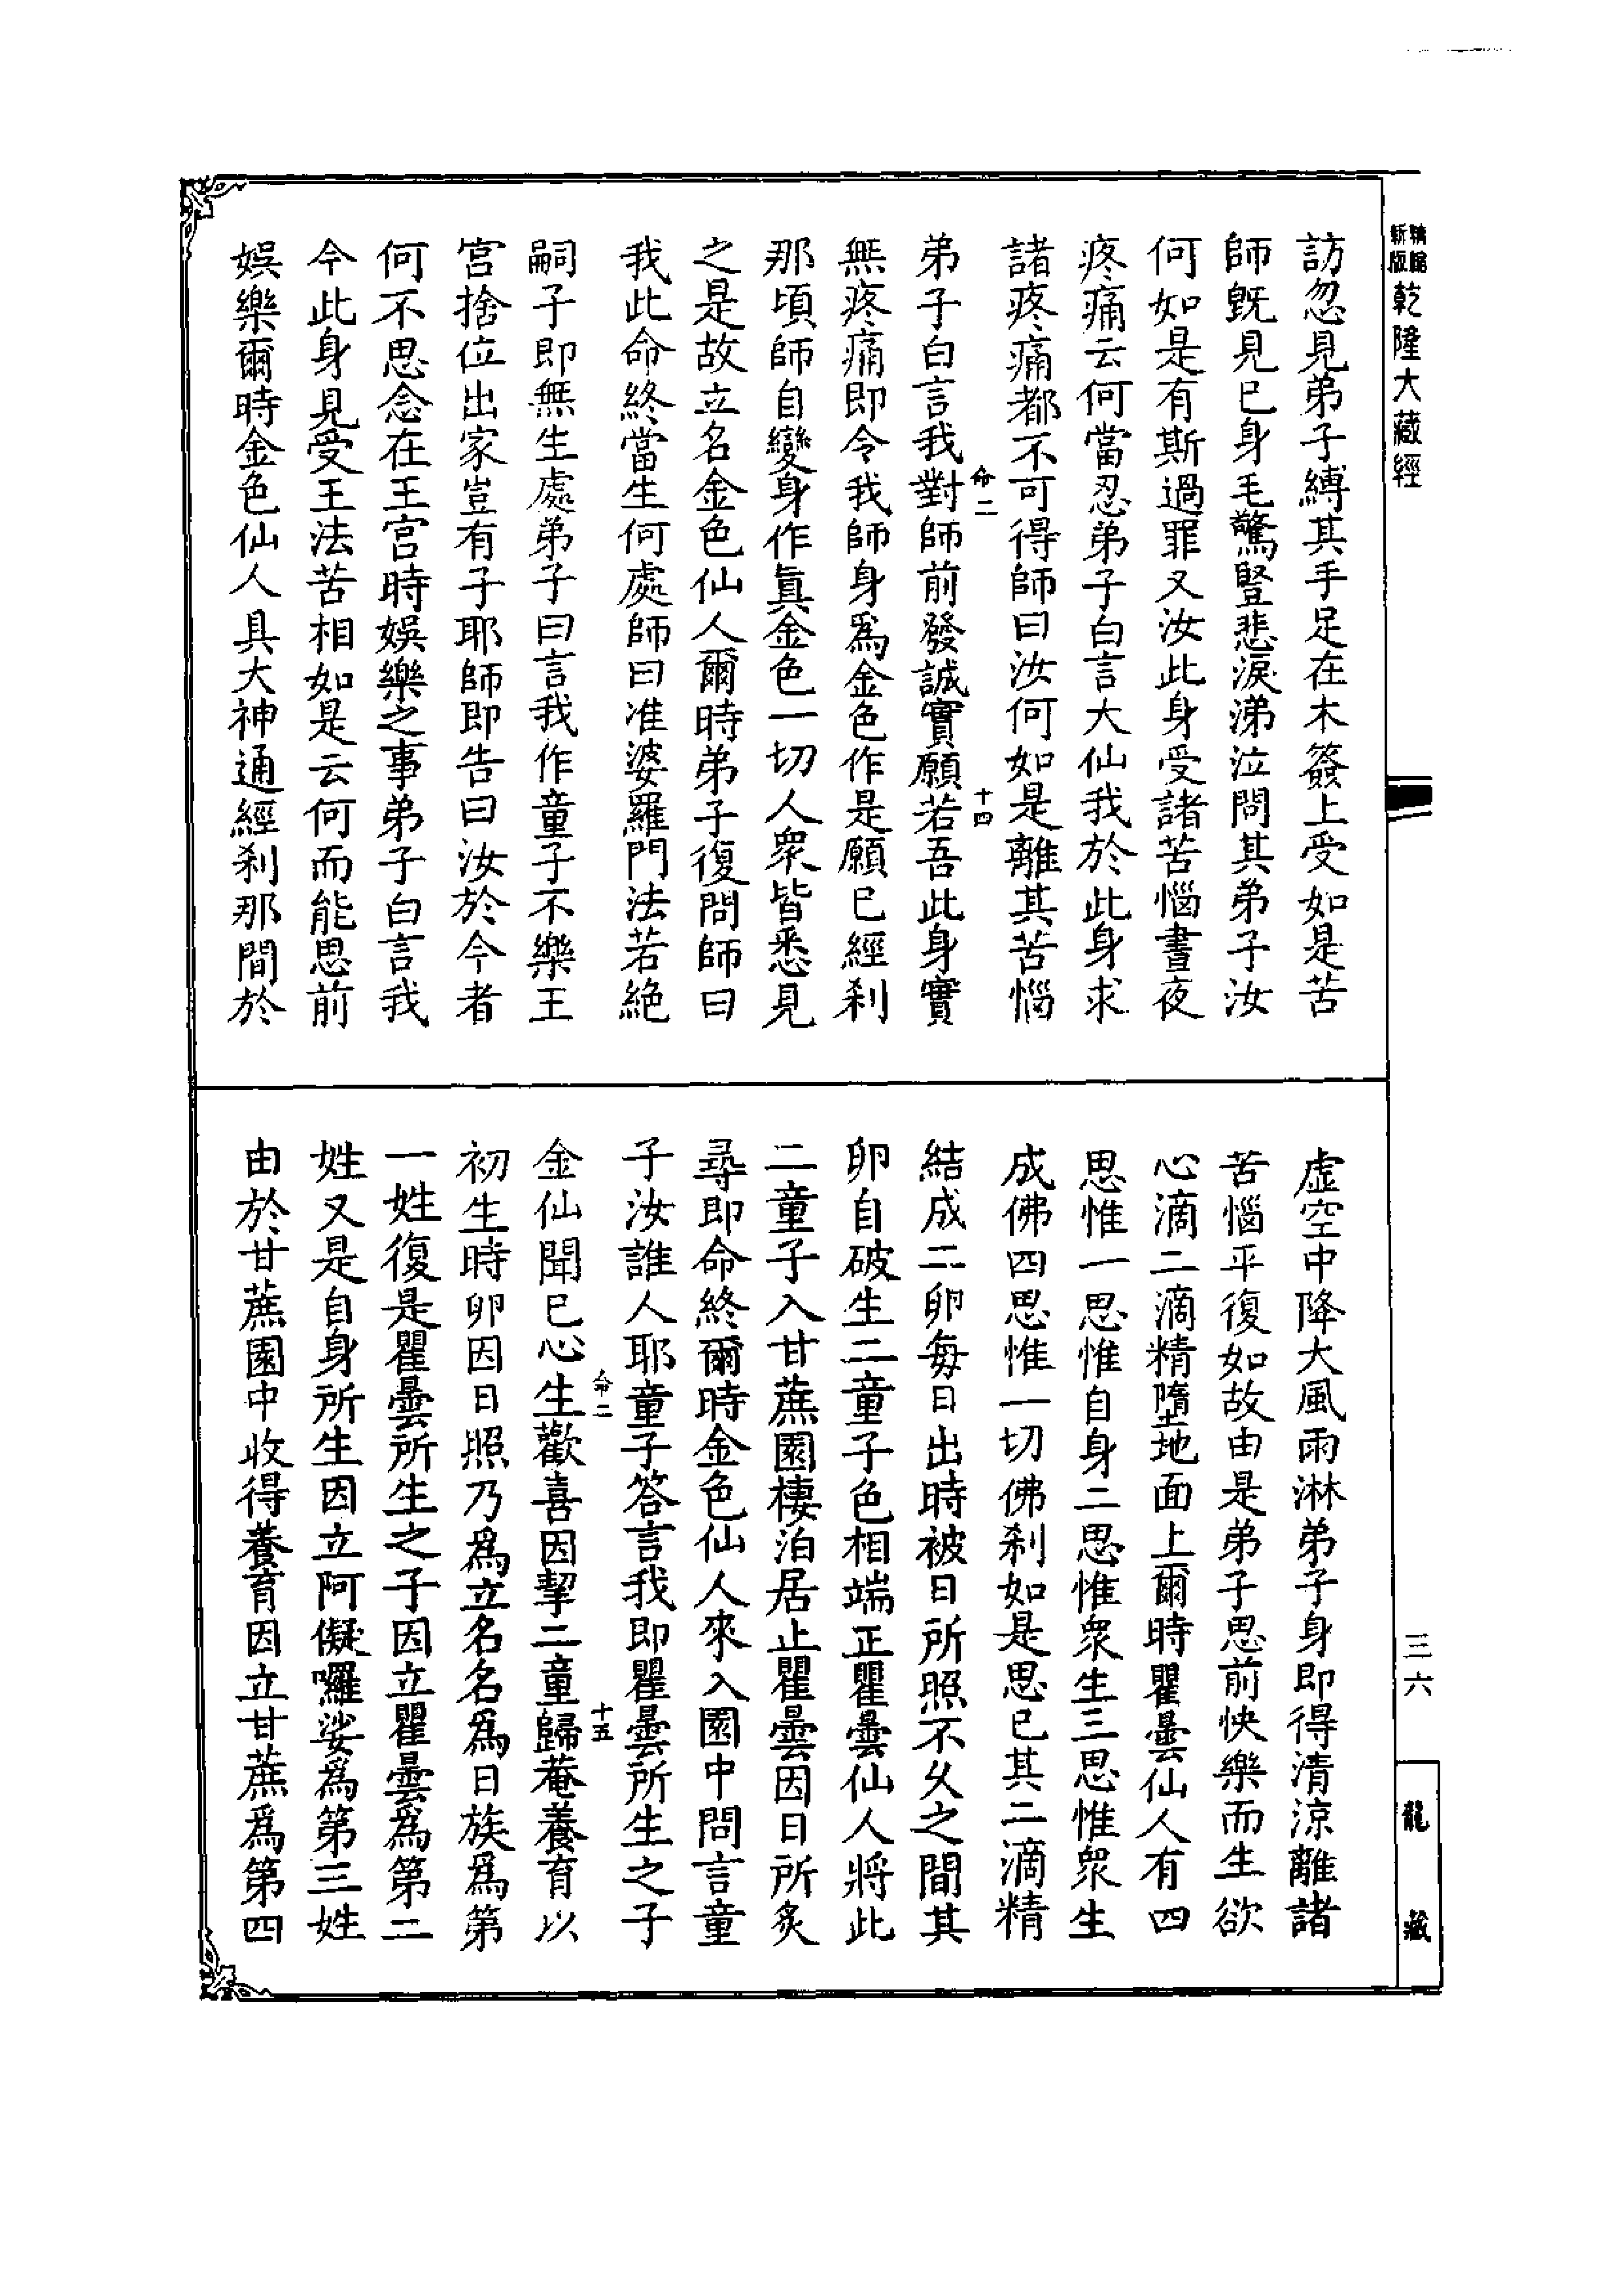 新版
乾隆大藏經
訪忽見弟子縛其手足在木簽上受如是苦
師既見已身毛驚豎悲淚涕泣問其弟子汝
何如是有斯過罪又汝此身受諸苦惱晝夜
疼痛云何當忍弟子白言大仙我於此身求
諸疼痛都不可得師曰汝何如是離其苦惱
命二
十四
弟子白言我對師前發誠實願若吾此身實
無疼痛即令我師身爲金色作是願已經刹
那頃師自變身作眞金色一切人衆皆悉見
之是故立名金色仙人爾時弟子復問師曰
我此命終當生何處師曰准婆羅門法若絕
嗣子即無生處弟子曰言我作童子不樂王
宮捨位出家豈有子耶師即告曰汝於今者
何不思念在王宮時娛樂之事弟子白言我
今此身見受王法苦相如是云何而能思前
娛樂爾時金色仙人具大神通經刹那間於
虛空中降大風雨淋弟子身即得清涼離諸
苦惱平復如故由是弟子思前快樂而生欲
心滴二滴精墮地面上爾時瞿曇仙人有四
思惟一思惟自身二思惟衆生三思惟衆生
成佛四思惟一切佛刹如是思已其二滴精
結成二卵每日出時被日所照不久之間其
卵自破生二童子色相端正瞿曇仙人將此
二童子入甘蔗園棲泊居止瞿曇因日所炙
尋即命終爾時金色仙人來入園中問言童
子汝誰人耶童子答言我即瞿曇所生之子
命二
十五
金仙聞已心生歡喜因挈二童歸菴養育以
初生時卵因日照乃爲立名名爲日族爲第
一姓復是瞿曇所生之子因立瞿曇爲第二
姓又是自身所生因立阿儗囉娑爲第三姓
由於甘蔗園中收得養育因立甘蔗爲第四
三六
龍藏